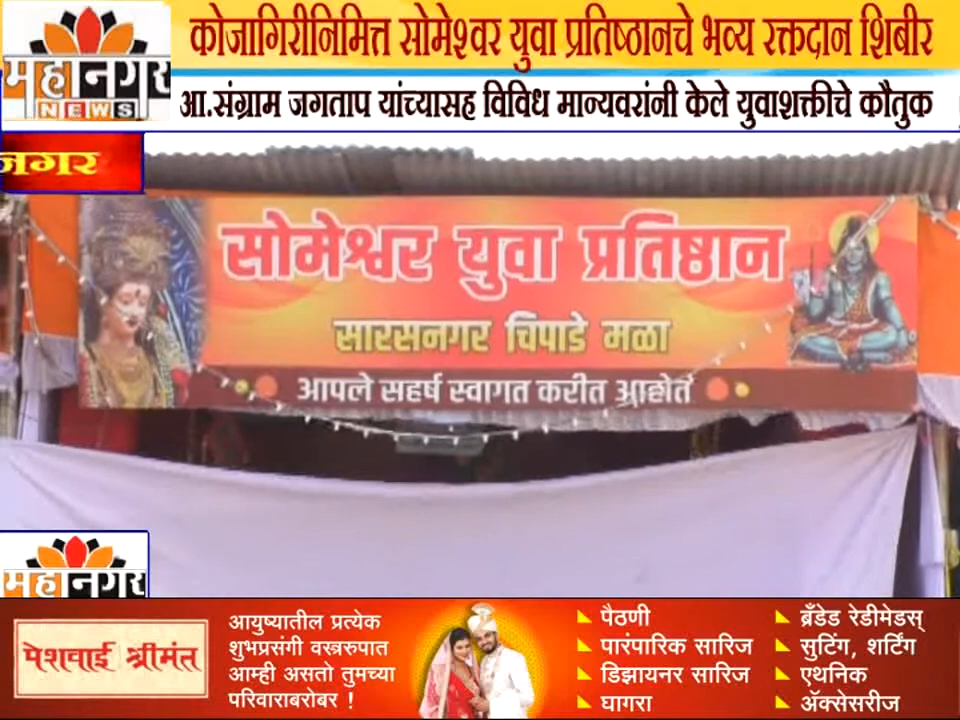 कोजागिरीनिमित्त सोमेश्वर युवा प्रतिष्ठानचे भव्य रक्तदान शिबीर
आ.संग्राम जगताप यांच्यासह विविध मान्यवरांनी केले युवाशक्तीचे कौतुक
महानगर
NEWS
नगर
सोमेश्वर युवा प्रतिष्ठान
सारसनगर चिपाडे मळा
आपले सहर्ष स्वागत करीत आहोत
महानगर
पेशवाई श्रीमंत
आयुष्यातील प्रत्येक
शुभप्रसंगी वस्त्ररुपात
आम्ही असतो तुमच्या
परिवाराबरोबर !
पैठणी
पारंपारिक सारिज
डिझायनर सारिज
घागरा
ब्रँडेड रेडीमेडस्
सुटिंग, शर्टिंग
एथनिक
ॲक्सेसरीज